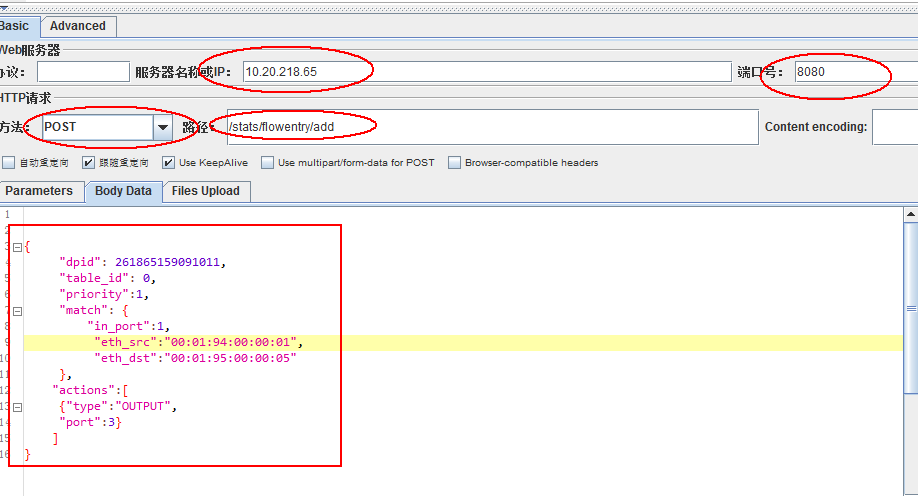 Basic Advanced
Web服务器
协议： 服务器名称或IP： 10.20.218.65 端口号： 8080
HTTP请求
方法： POST 路径： /stats/flowentry/add Content encoding:
自动重定向 跟随重定向 Use KeepAlive Use multipart/form-data for POST Browser-compatible headers
Parameters Body Data Files Upload
1
2
3 {
4 "dpid": 261865159091011,
5 "table_id": 0,
6 "priority":1,
7 "match": {
8 "in_port":1,
9 "eth_src":"00:01:94:00:00:01",
10 "eth_dst":"00:01:95:00:00:05"
11 },
12 "actions":[
13 {"type":"OUTPUT",
14 "port":3}
15 ]
16 }